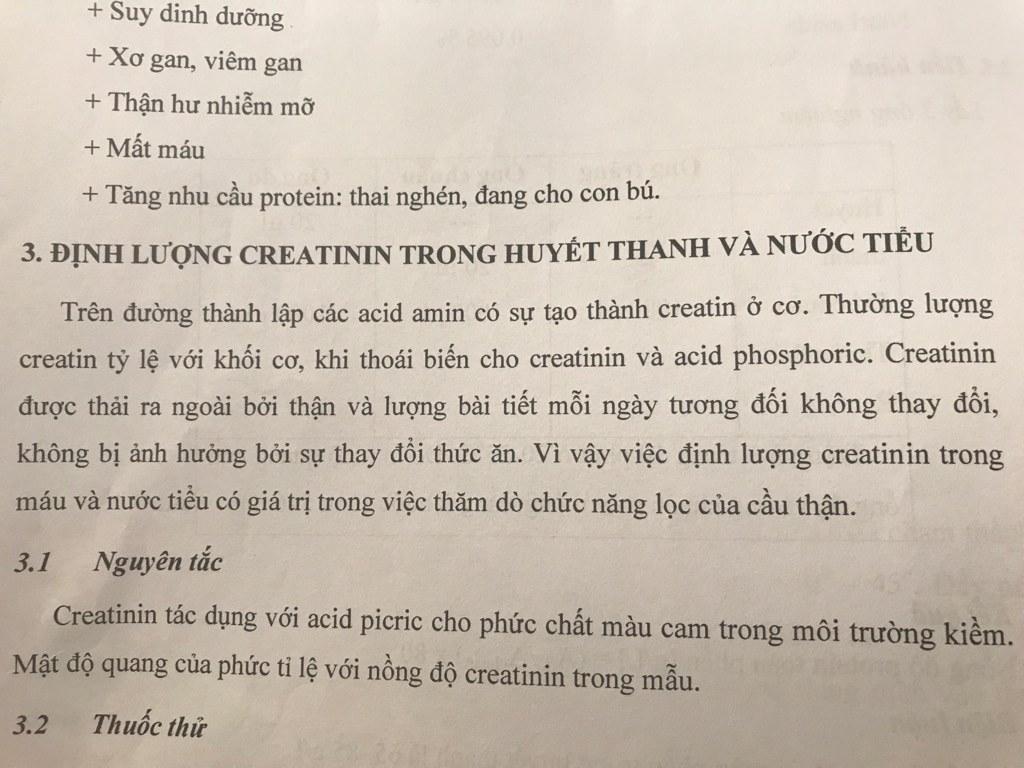 + Suy dinh dưỡng
+ Xơ gan, viêm gan
+ Thận hư nhiễm mỡ
+ Mất máu
+ Tăng nhu cầu protein: thai nghén, đang cho con bú.
3. ĐỊNH LƯỢNG CREATININ TRONG HUYẾT THANH VÀ NƯỚC TIỂU
Trên đường thành lập các acid amin có sự tạo thành creatin ở cơ. Thường lượng
creatin tỷ lệ với khối cơ, khi thoái biến cho creatinin và acid phosphoric. Creatinin
được thải ra ngoài bởi thận và lượng bài tiết mỗi ngày tương đối không thay đổi,
không bị ảnh hưởng bởi sự thay đổi thức ăn. Vì vậy việc định lượng creatinin trong
máu và nước tiểu có giá trị trong việc thăm dò chức năng lọc của cầu thận.
3.1 Nguyên tắc
Creatinin tác dụng với acid picric cho phức chất màu cam trong môi trường kiềm.
Mật độ quang của phức tỉ lệ với nồng độ creatinin trong mẫu.
3.2 Thuốc thử